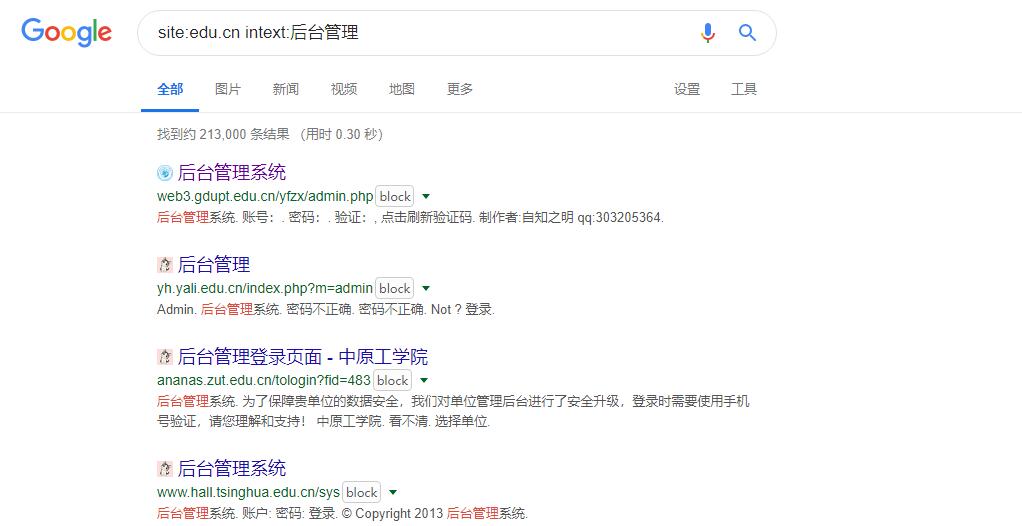 Google
site:edu.cn intext:后台管理
全部 图片 新闻 视频 地图 更多 设置 工具
找到约 213,000 条结果 （用时 0.30 秒）
后台管理系统
web3.gdupt.edu.cn/yfzx/admin.php block
后台管理系统. 账号：. 密码：. 验证：, 点击刷新验证码. 制作者:自知之明 qq:303205364.
后台管理
yh.yali.edu.cn/index.php?m=admin block
Admin. 后台管理系统. 密码不正确. 密码不正确. Not ? 登录.
后台管理登录页面 - 中原工学院
ananas.zut.edu.cn/tologin?fid=483 block
后台管理系统. 为了保障贵单位的数据安全，我们对单位管理后台进行了安全升级，登录时需要使用手机
号验证，请您理解和支持！ 中原工学院. 看不清. 选择单位.
后台管理系统
www.hall.tsinghua.edu.cn/sys block
后台管理系统. 账户: 密码: 登录. © Copyright 2013 后台管理系统.